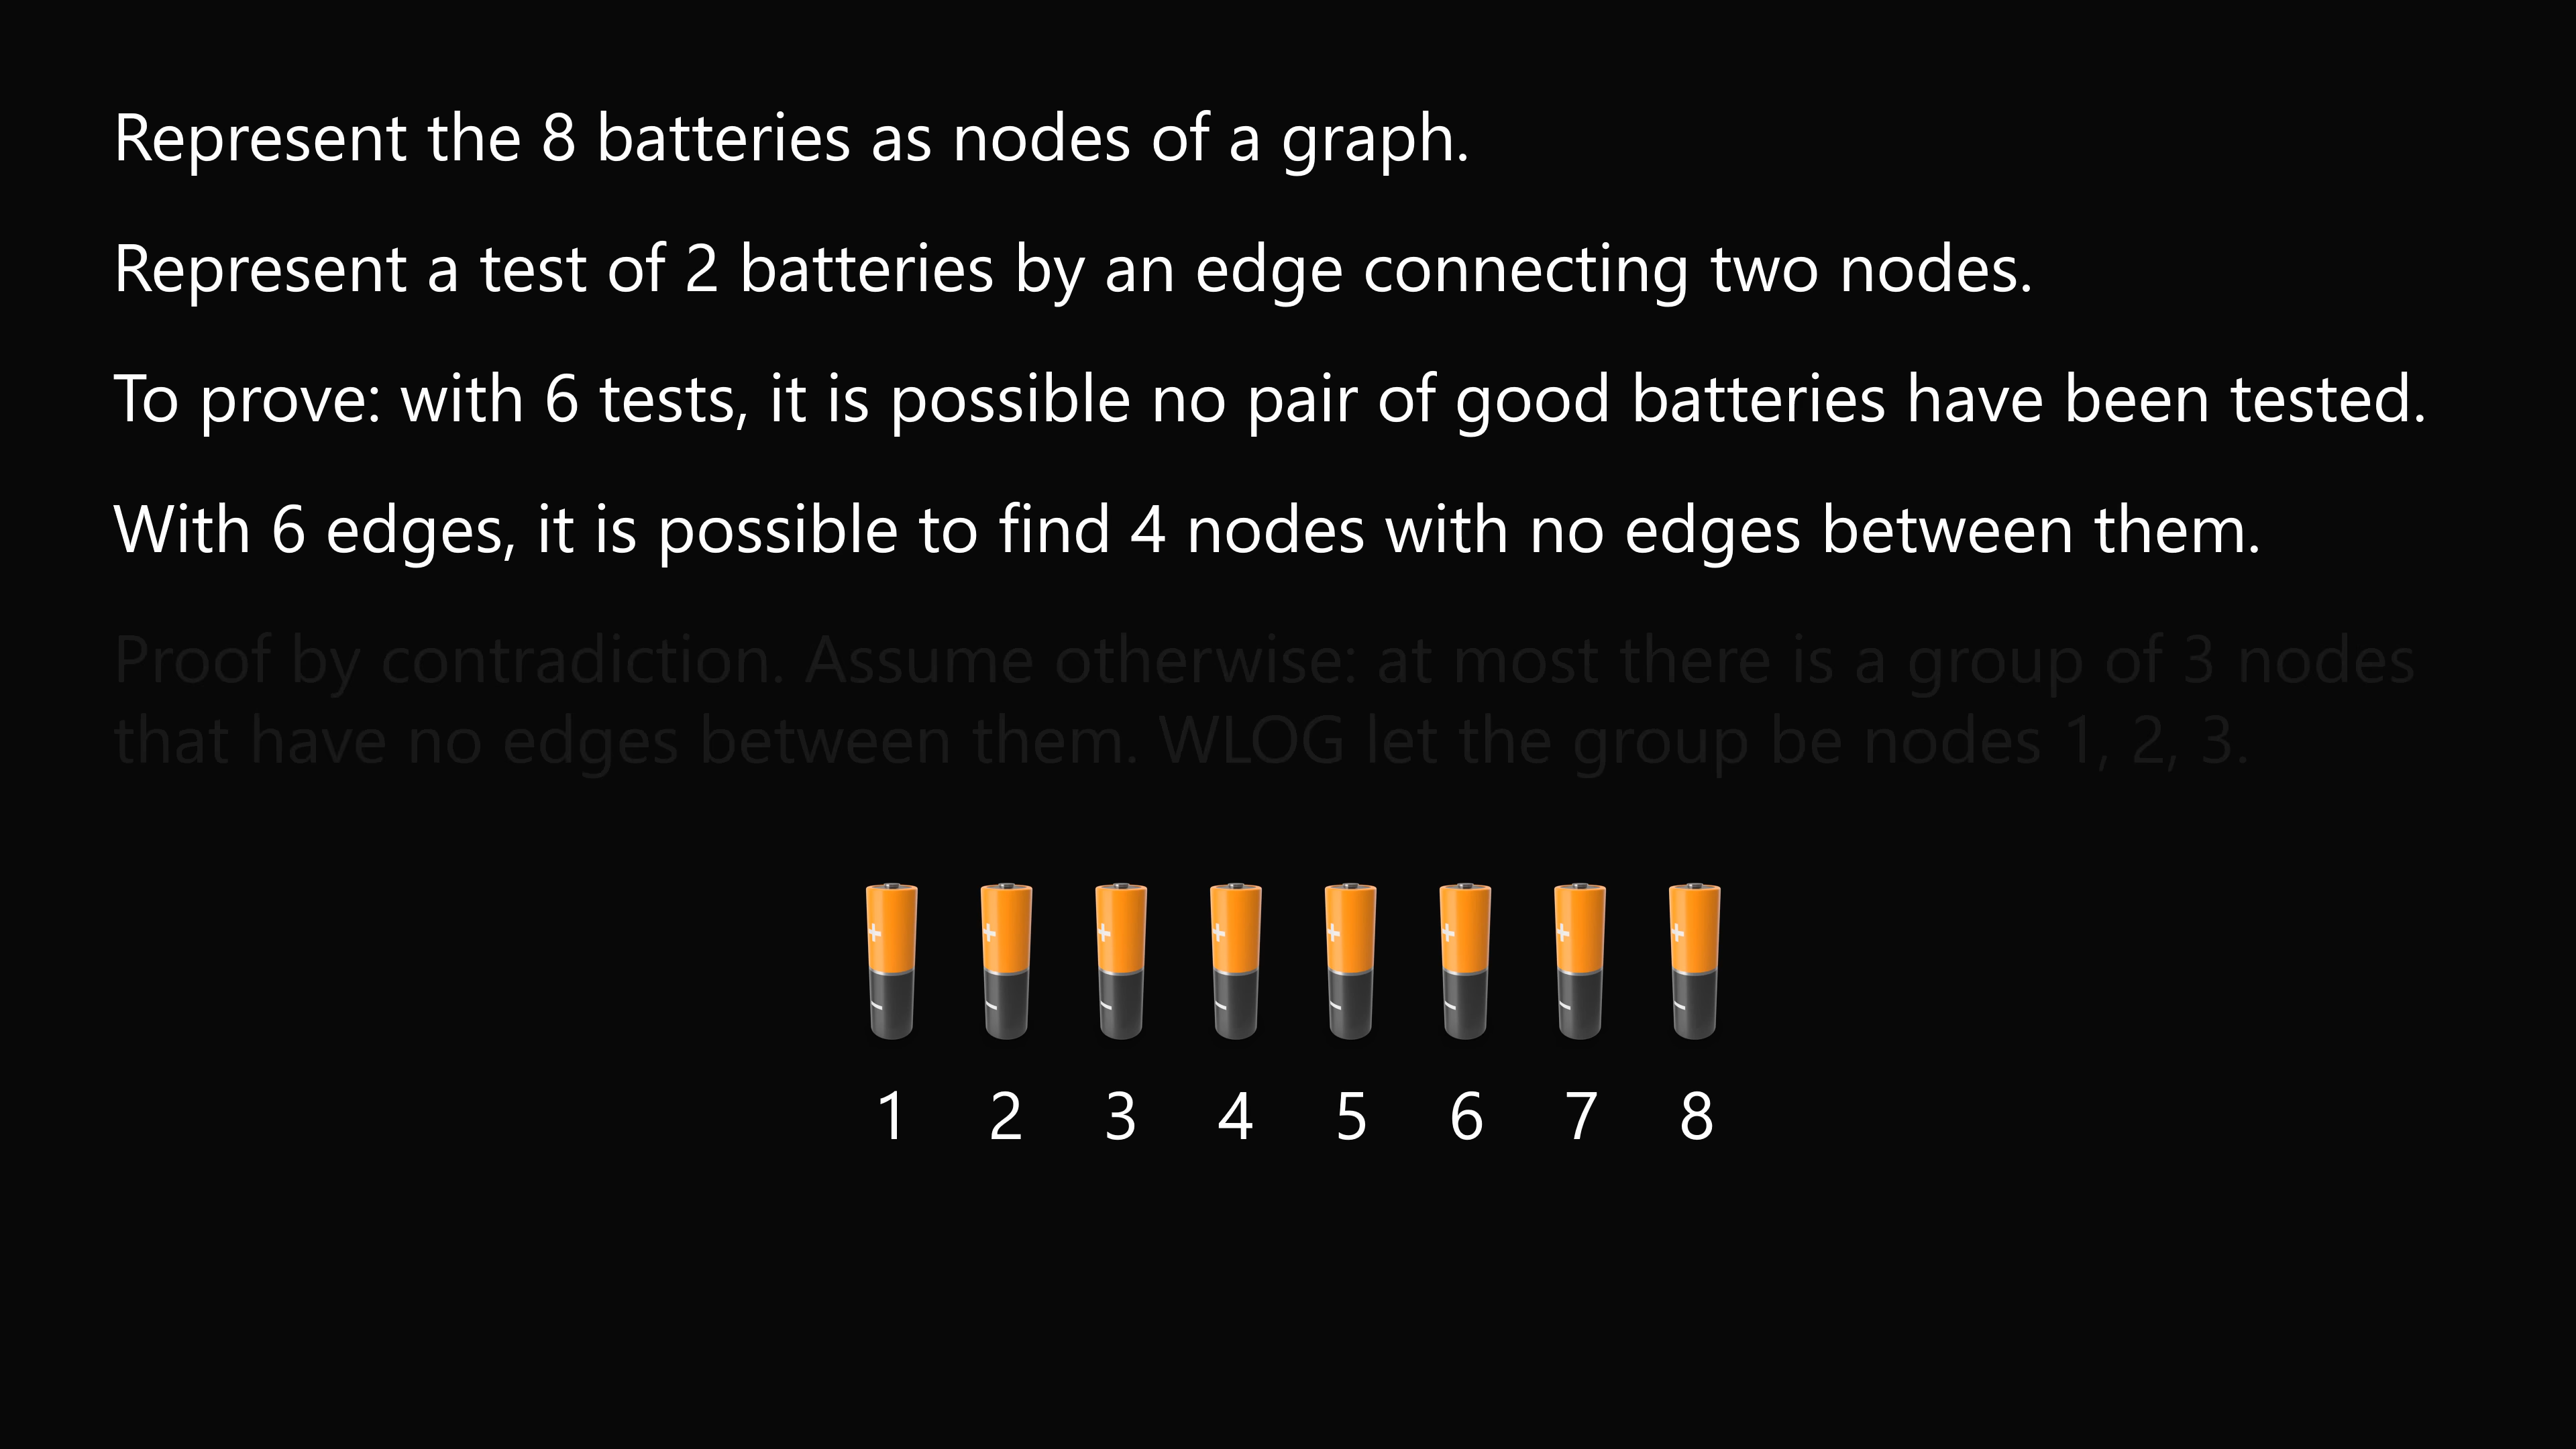 Represent the 8 batteries as nodes of a graph.
Represent a test of 2 batteries by an edge connecting two nodes.
To prove: with 6 tests, it is possible no pair of good batteries have been tested.
With 6 edges, it is possible to find 4 nodes with no edges between them.
Proof by contradiction. Assume otherwise: at most there is a group of 3 nodes
that have no edges between them. WLOG let the group be nodes 1, 2, 3.
+ + + + + + + +
- - - - - - - -
1 2 3 4 5 6 7 8